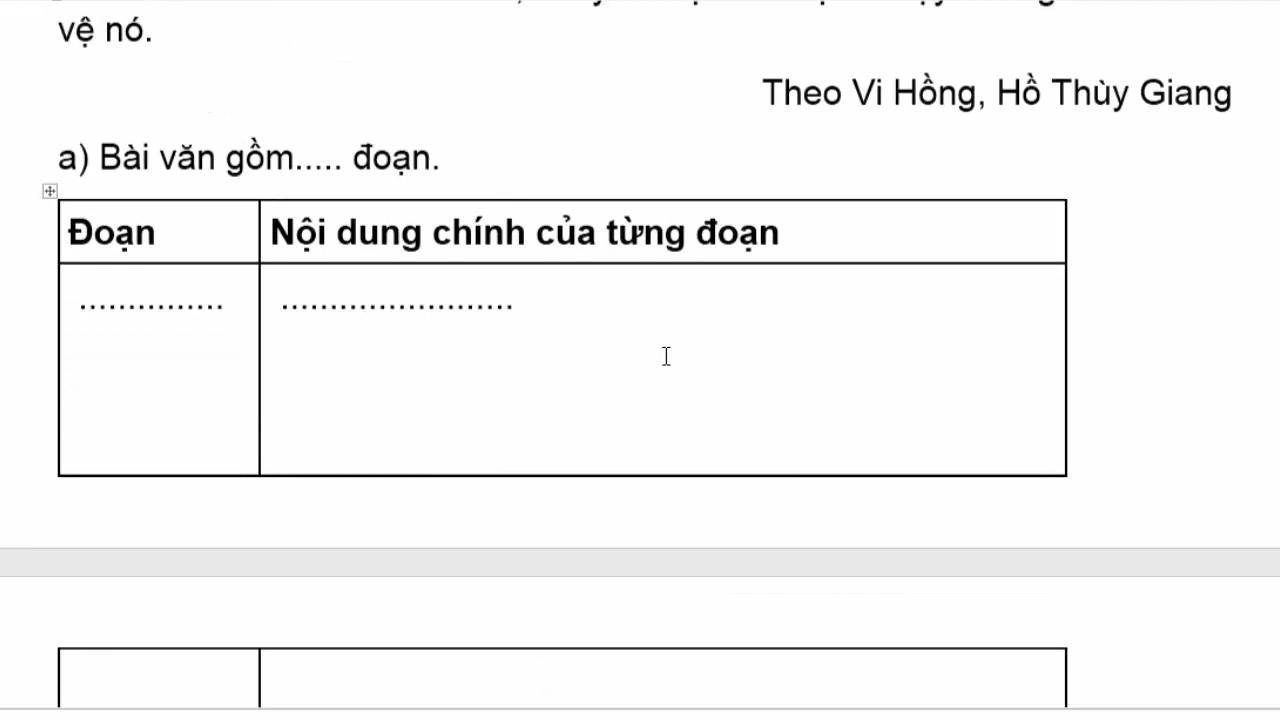 vệ nó.
Theo Vi Hồng, Hồ Thùy Giang
a) Bài văn gồm..... đoạn.
Đoạn Nội dung chính của từng đoạn
............... ........................